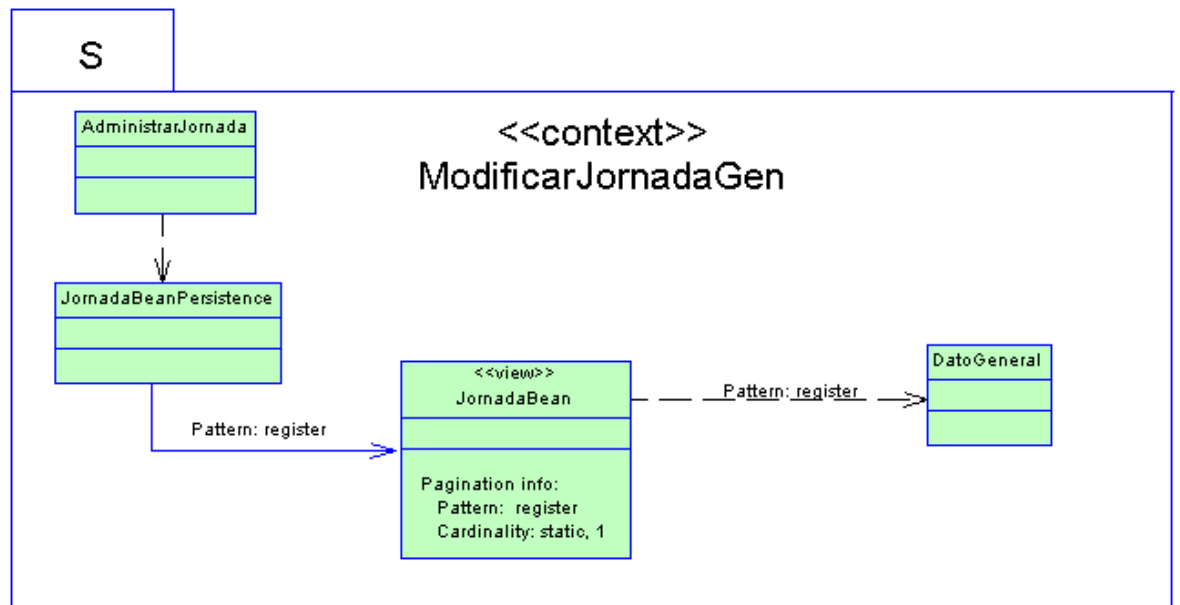 S
<<context>>
ModificarJornadaGen
AdministrarJornada
JornadaBeanPersistence
Pattern: register
<<view>>
JornadaBean
Pagination info:
Pattern: register
Cardinality: static, 1
Pattern: register
DatoGeneral